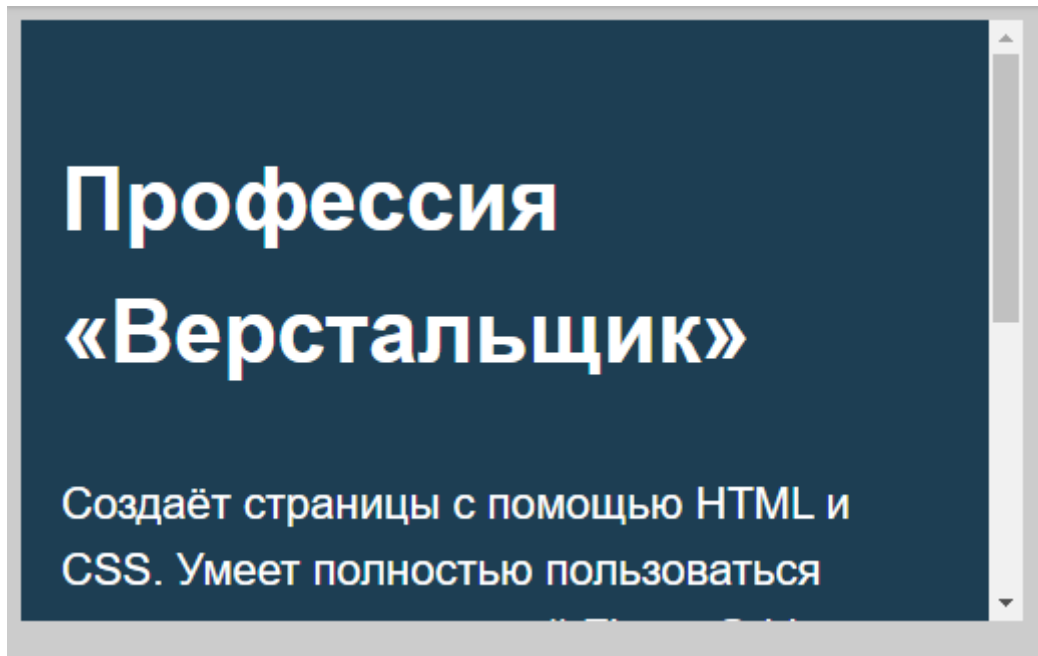 Профессия
«Верстальщик»
Создаёт страницы с помощью HTML и
CSS. Умеет полностью пользоваться